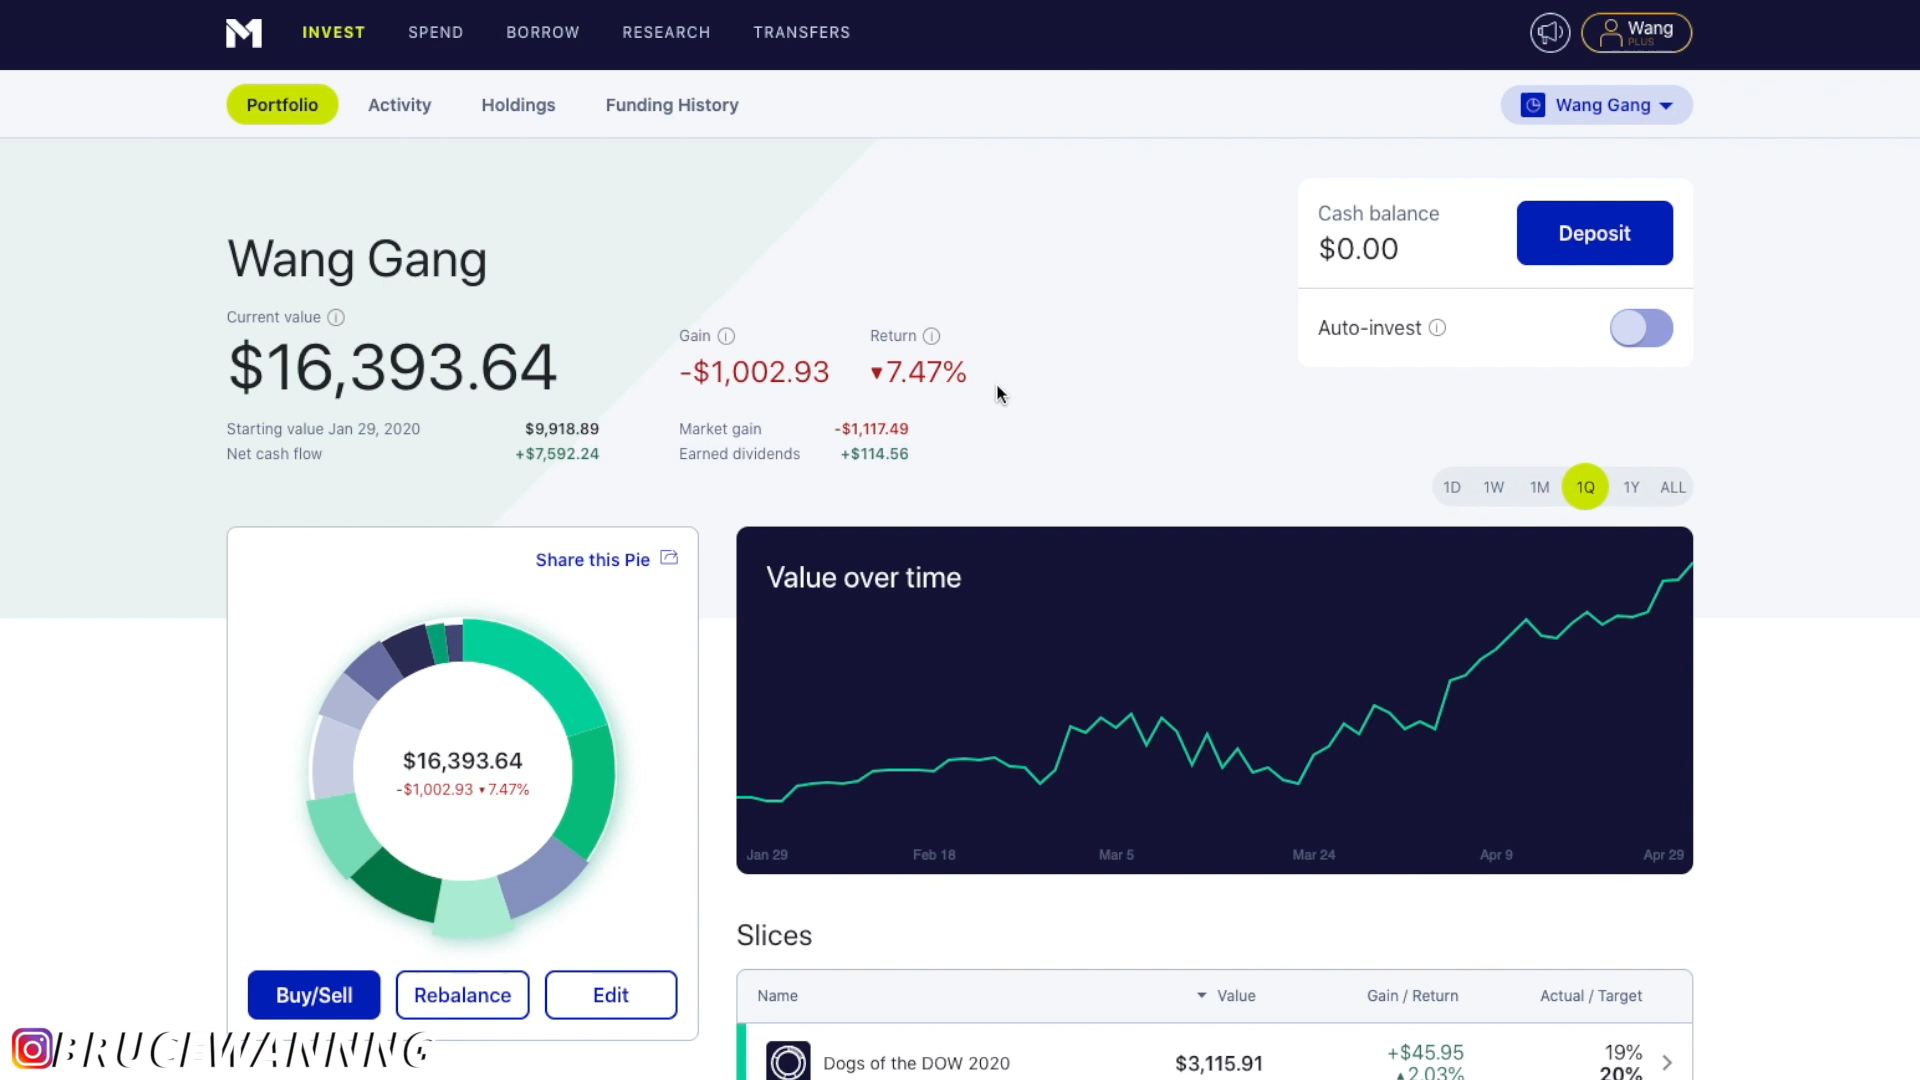 M INVEST SPEND BORROW RESEARCH TRANSFERS Wang
PLUS
Portfolio Activity Holdings Funding History Wang Gang
Cash balance
$0.00
Deposit
Auto-invest
Wang Gang
Current value
$16,393.64
Gain
-$1,002.93
Return
▼7.47%
Starting value Jan 29, 2020 $9,918.89
Net cash flow +$7,592.24
Market gain -$1,117.49
Earned dividends +$114.56
1D 1W 1M 1Q 1Y ALL
Share this Pie
$16,393.64
-$1,002.93 ▼7.47%
Buy/Sell Rebalance Edit
Value over time
Jan 29 Feb 18 Mar 5 Mar 24 Apr 9 Apr 29
Slices
Name Value Gain / Return Actual / Target
Dogs of the DOW 2020 $3,115.91 +$45.95 19%
▲2.03% 20%
BRUCEWANNNG